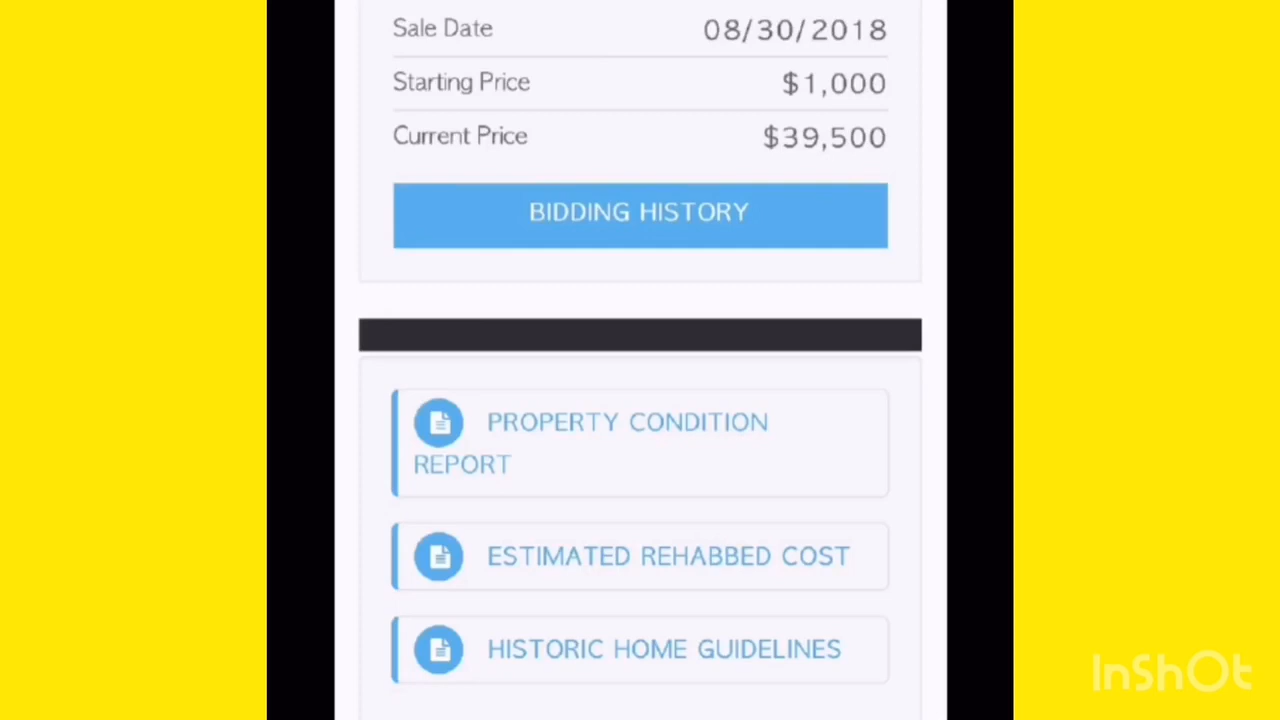 Sale Date 08/30/2018
Starting Price $1,000
Current Price $39,500
BIDDING HISTORY
PROPERTY CONDITION
REPORT
ESTIMATED REHABBED COST
HISTORIC HOME GUIDELINES
InShOt